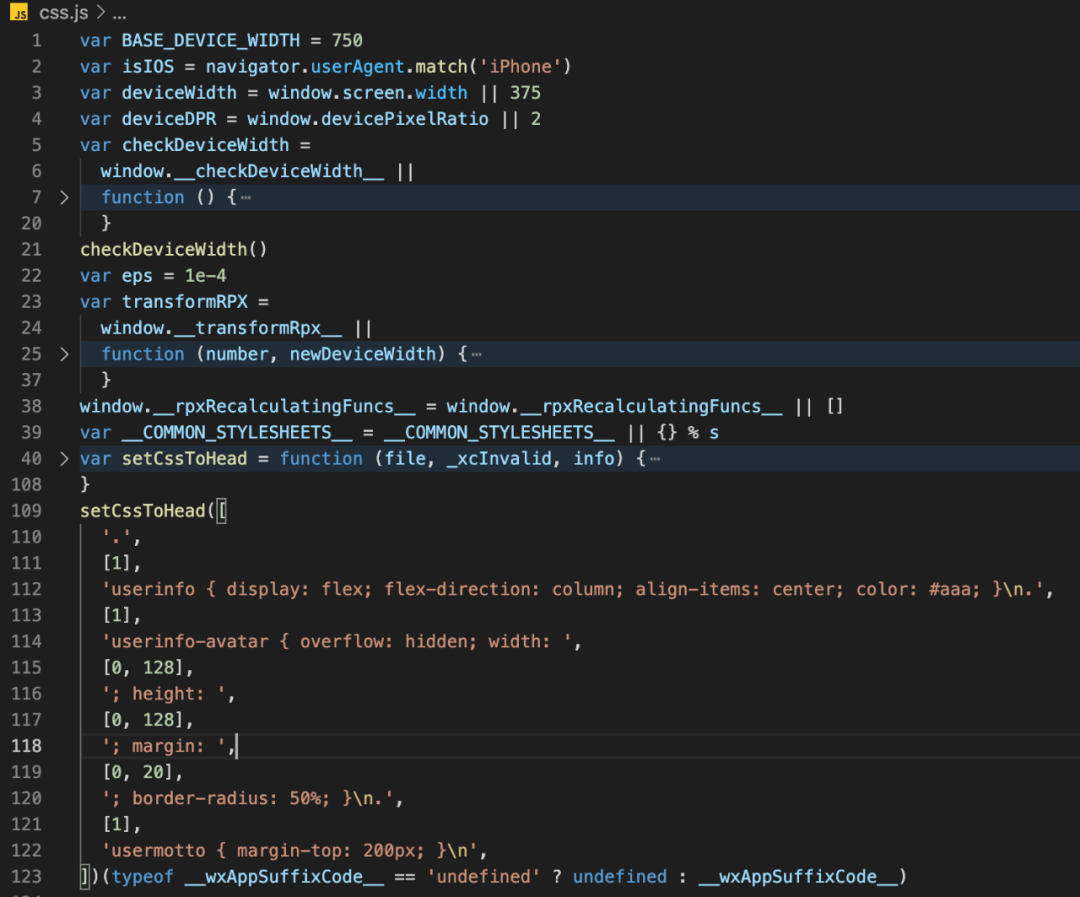 JS css.js > ...
1 var BASE_DEVICE_WIDTH = 750
2 var isIOS = navigator.userAgent.match('iPhone')
3 var deviceWidth = window.screen.width || 375
4 var deviceDPR = window.devicePixelRatio || 2
5 var checkDeviceWidth =
6 window.__checkDeviceWidth__ ||
7 > function () { ⋯
20 }
21 checkDeviceWidth()
22 var eps = 1e-4
23 var transformRPX =
24 window.__transformRpx__ ||
25 > function (number, newDeviceWidth) { ⋯
37 }
38 window.__rpxRecalculatingFuncs__ = window.__rpxRecalculatingFuncs__ || []
39 var __COMMON_STYLESHEETS__ = __COMMON_STYLESHEETS__ || {} % s
40 > var setCssToHead = function (file, _xcInvalid, info) { ⋯
108 }
109 setCssToHead([
110 '.',
111 [1],
112 'userinfo { display: flex; flex-direction: column; align-items: center; color: #aaa; }\n.',
113 [1],
114 'userinfo-avatar { overflow: hidden; width: ',
115 [0, 128],
116 '; height: ',
117 [0, 128],
118 '; margin: ',
119 [0, 20],
120 '; border-radius: 50%; }\n.',
121 [1],
122 'usermotto { margin-top: 200px; }\n',
123 ])(typeof __wxAppSuffixCode__ == 'undefined' ? undefined : __wxAppSuffixCode__)